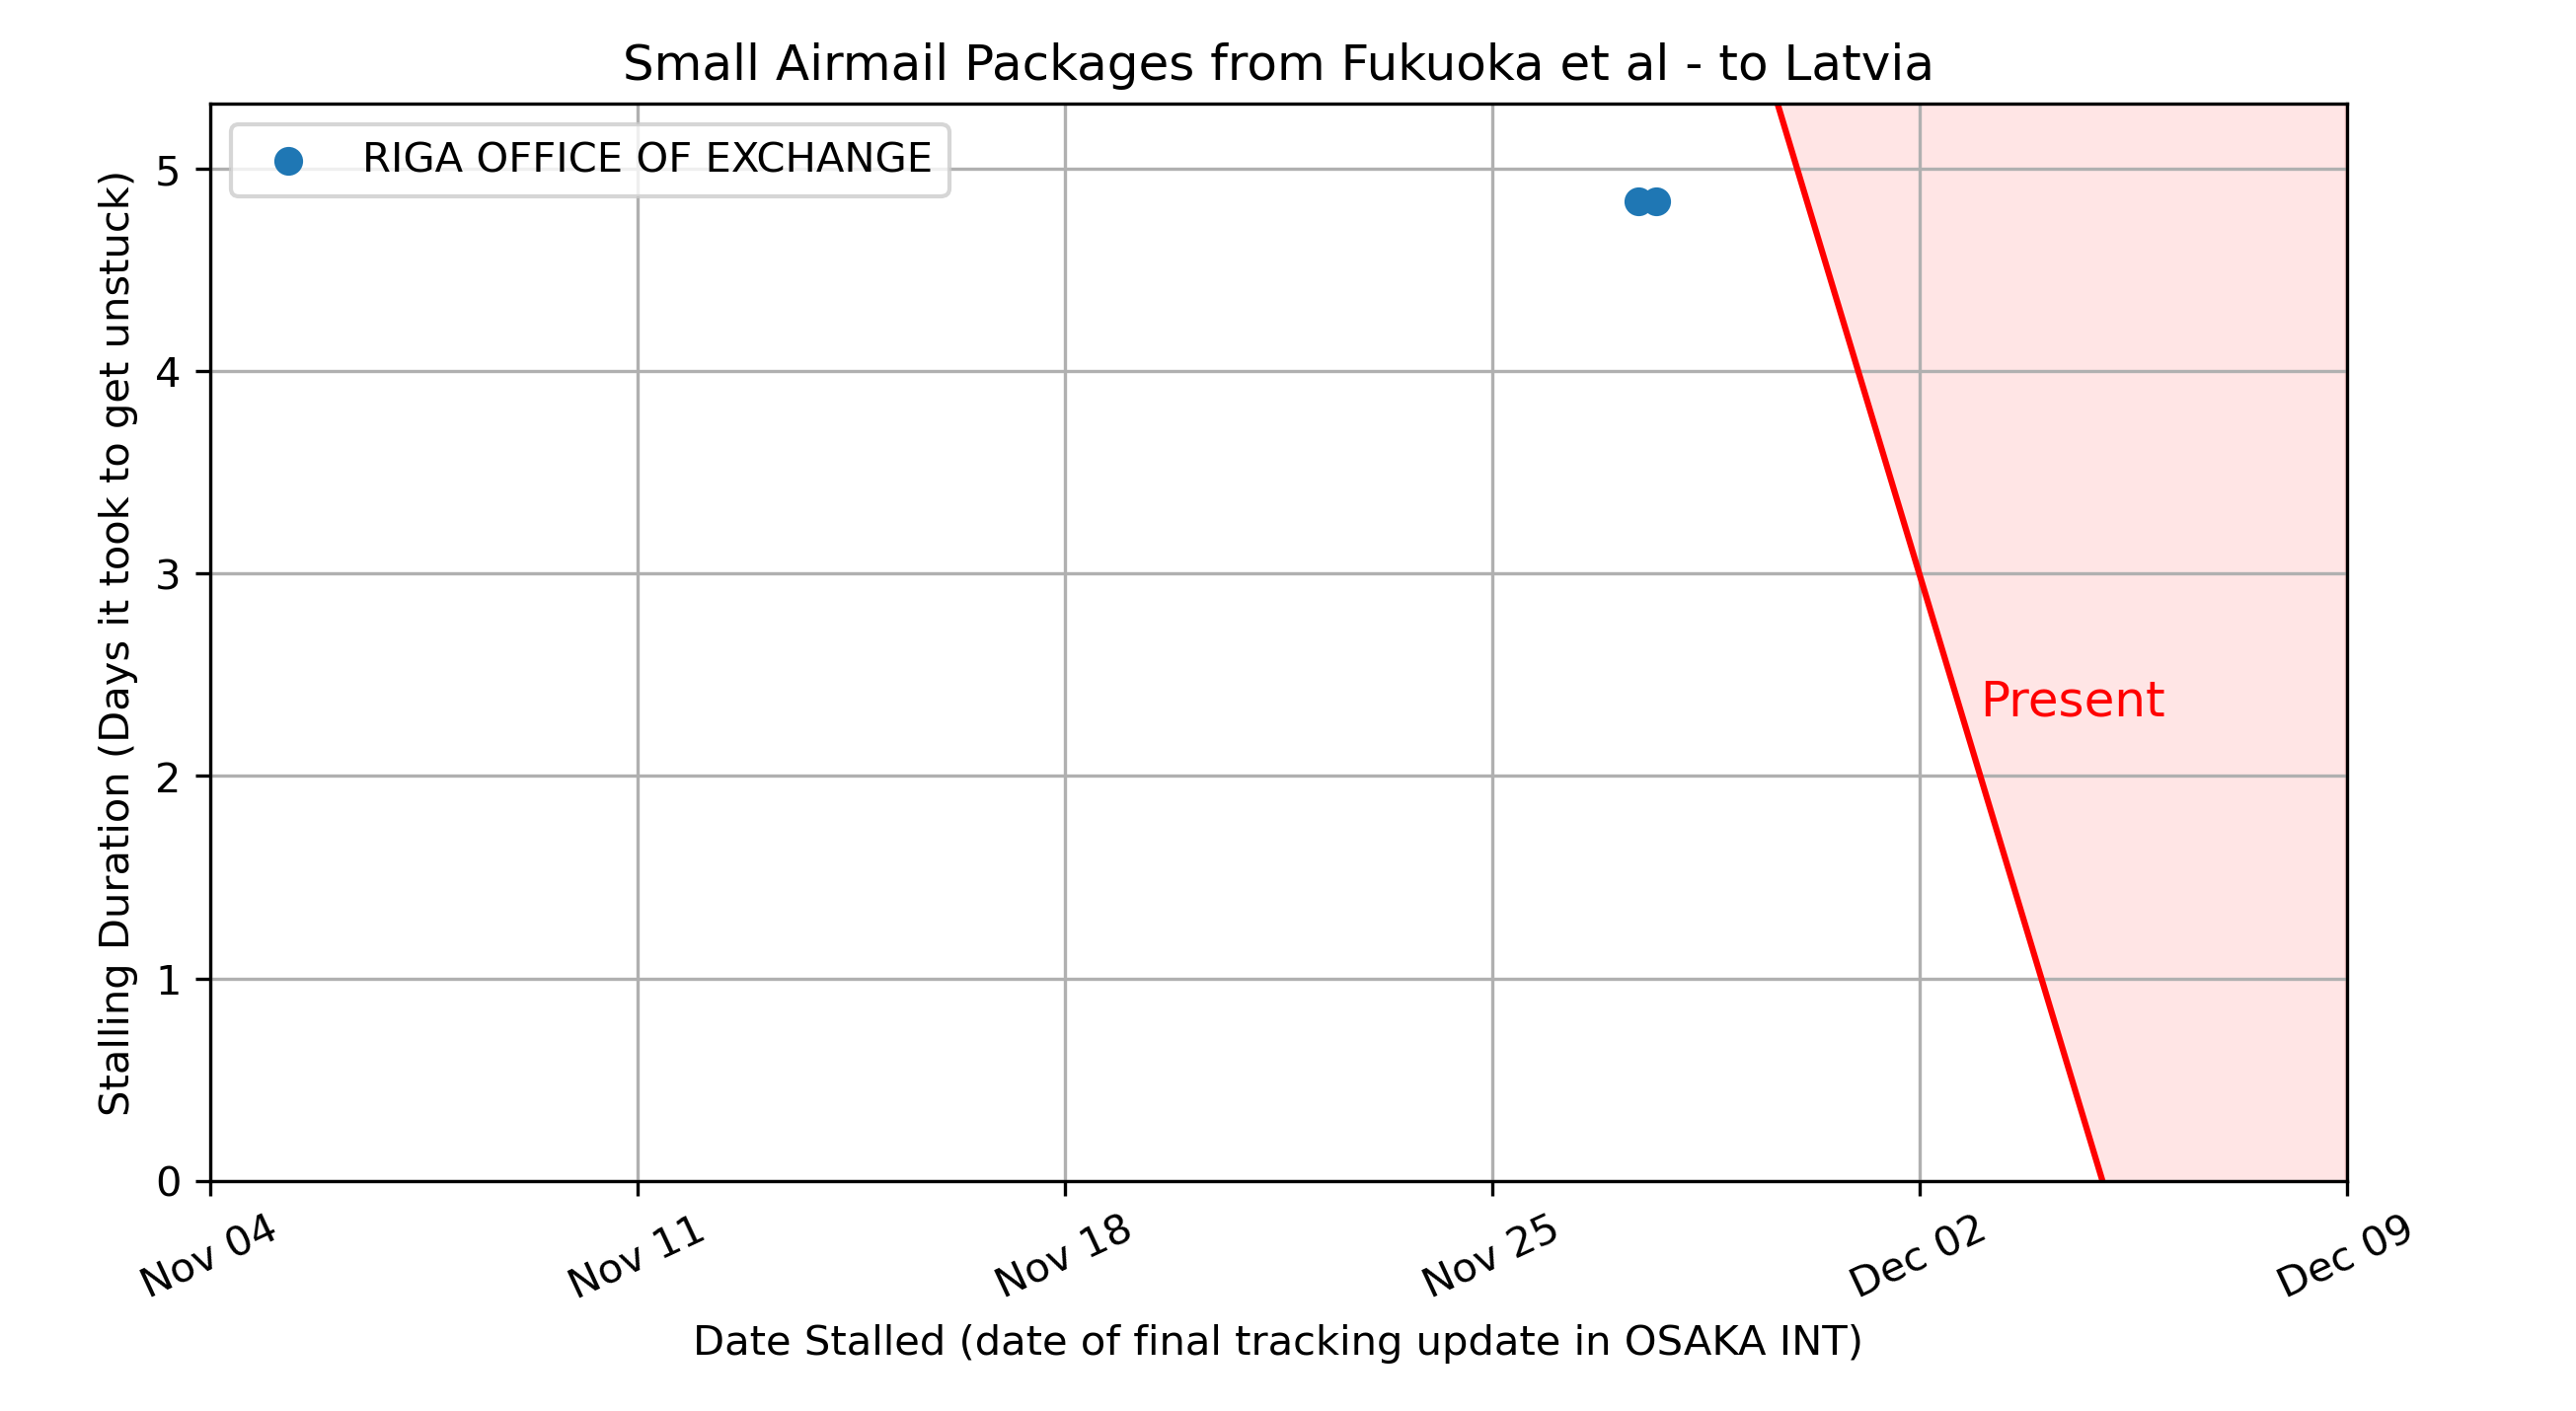 Small Airmail Packages from Fukuoka et al - to Latvia
RIGA OFFICE OF EXCHANGE
Stalling Duration (Days it took to get unstuck)
5
4
3
2
1
0
Present
Nov 04
Nov 11
Nov 18
Nov 25
Dec 02
Dec 09
Date Stalled (date of final tracking update in OSAKA INT)